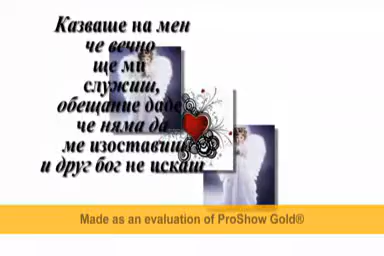 Казваше на мен
че вечно
ще ми
служиш,
обещание даде
че няма да
ме изоставиш
и друг бог не искаш
Made as an evaluation of ProShow Gold®